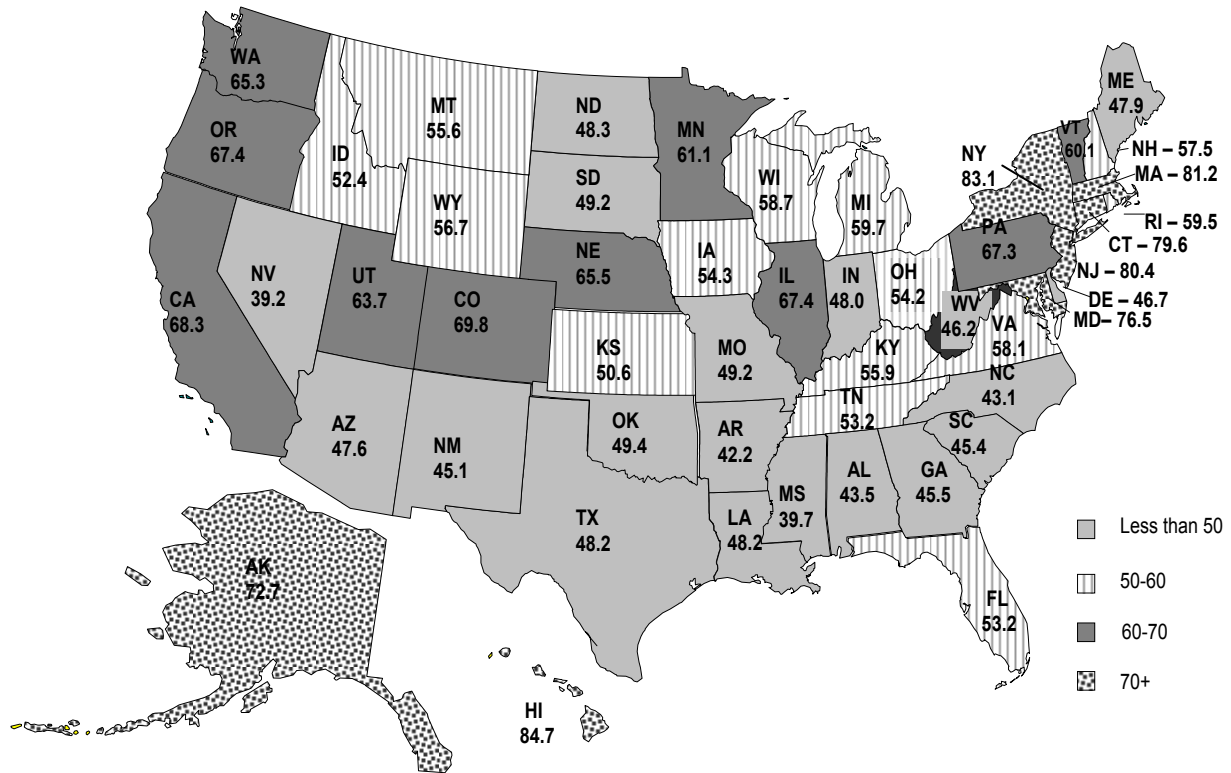 WA
65.3
OR
67.4
CA
68.3
ID
52.4
NV
39.2
MT
55.6
WY
56.7
UT
63.7
CO
69.8
AZ
47.6
NM
45.1
ND
48.3
SD
49.2
NE
65.5
KS
50.6
OK
49.4
TX
48.2
MN
61.1
IA
54.3
MO
49.2
AR
42.2
LA
48.2
WI
58.7
IL
67.4
MI
59.7
IN
48.0
OH
54.2
KY
55.9
TN
53.2
MS
39.7
AL
43.5
GA
45.5
FL
53.2
SC
45.4
NC
43.1
VA
58.1
WV
46.2
PA
67.3
NY
83.1
VT
60.1
ME
47.9
NH – 57.5
MA – 81.2
RI – 59.5
CT – 79.6
NJ – 80.4
DE – 46.7
MD– 76.5
AK
72.7
HI
84.7
Less than 50
50-60
60-70
70+